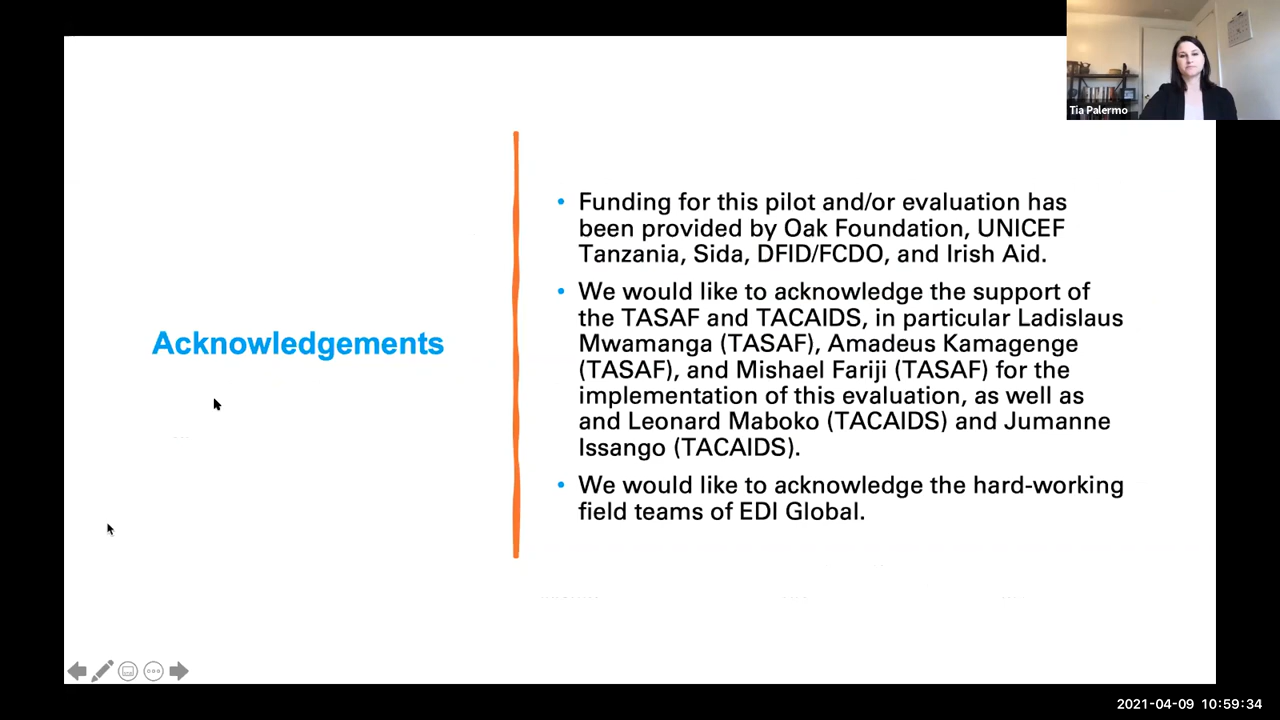 Tia Palermo
Acknowledgements
• Funding for this pilot and/or evaluation has
been provided by Oak Foundation, UNICEF
Tanzania, Sida, DFID/FCDO, and Irish Aid.
• We would like to acknowledge the support of
the TASAF and TACAIDS, in particular Ladislaus
Mwamanga (TASAF), Amadeus Kamagenge
(TASAF), and Mishael Fariji (TASAF) for the
implementation of this evaluation, as well as
and Leonard Maboko (TACAIDS) and Jumanne
Issango (TACAIDS).
• We would like to acknowledge the hard-working
field teams of EDI Global.
2021-04-09 10:59:34